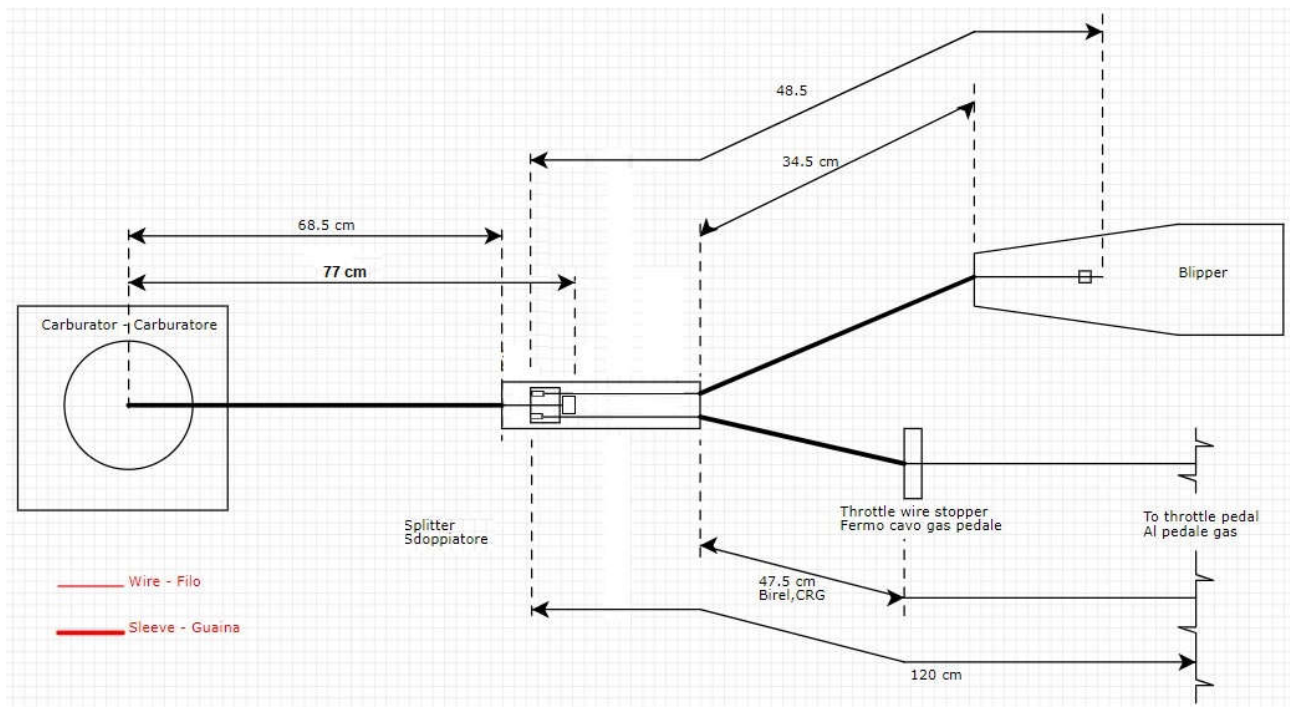 48.5
34.5 cm
68.5 cm
77 cm
Blipper
Carburator - Carburatore
Throttle wire stopper
Fermo cavo gas pedale
To throttle pedal
Al pedale gas
Splitter
Sdoppiatore
Wire - Filo
47.5 cm
Birel,CRG
Sleeve - Guaina
120 cm